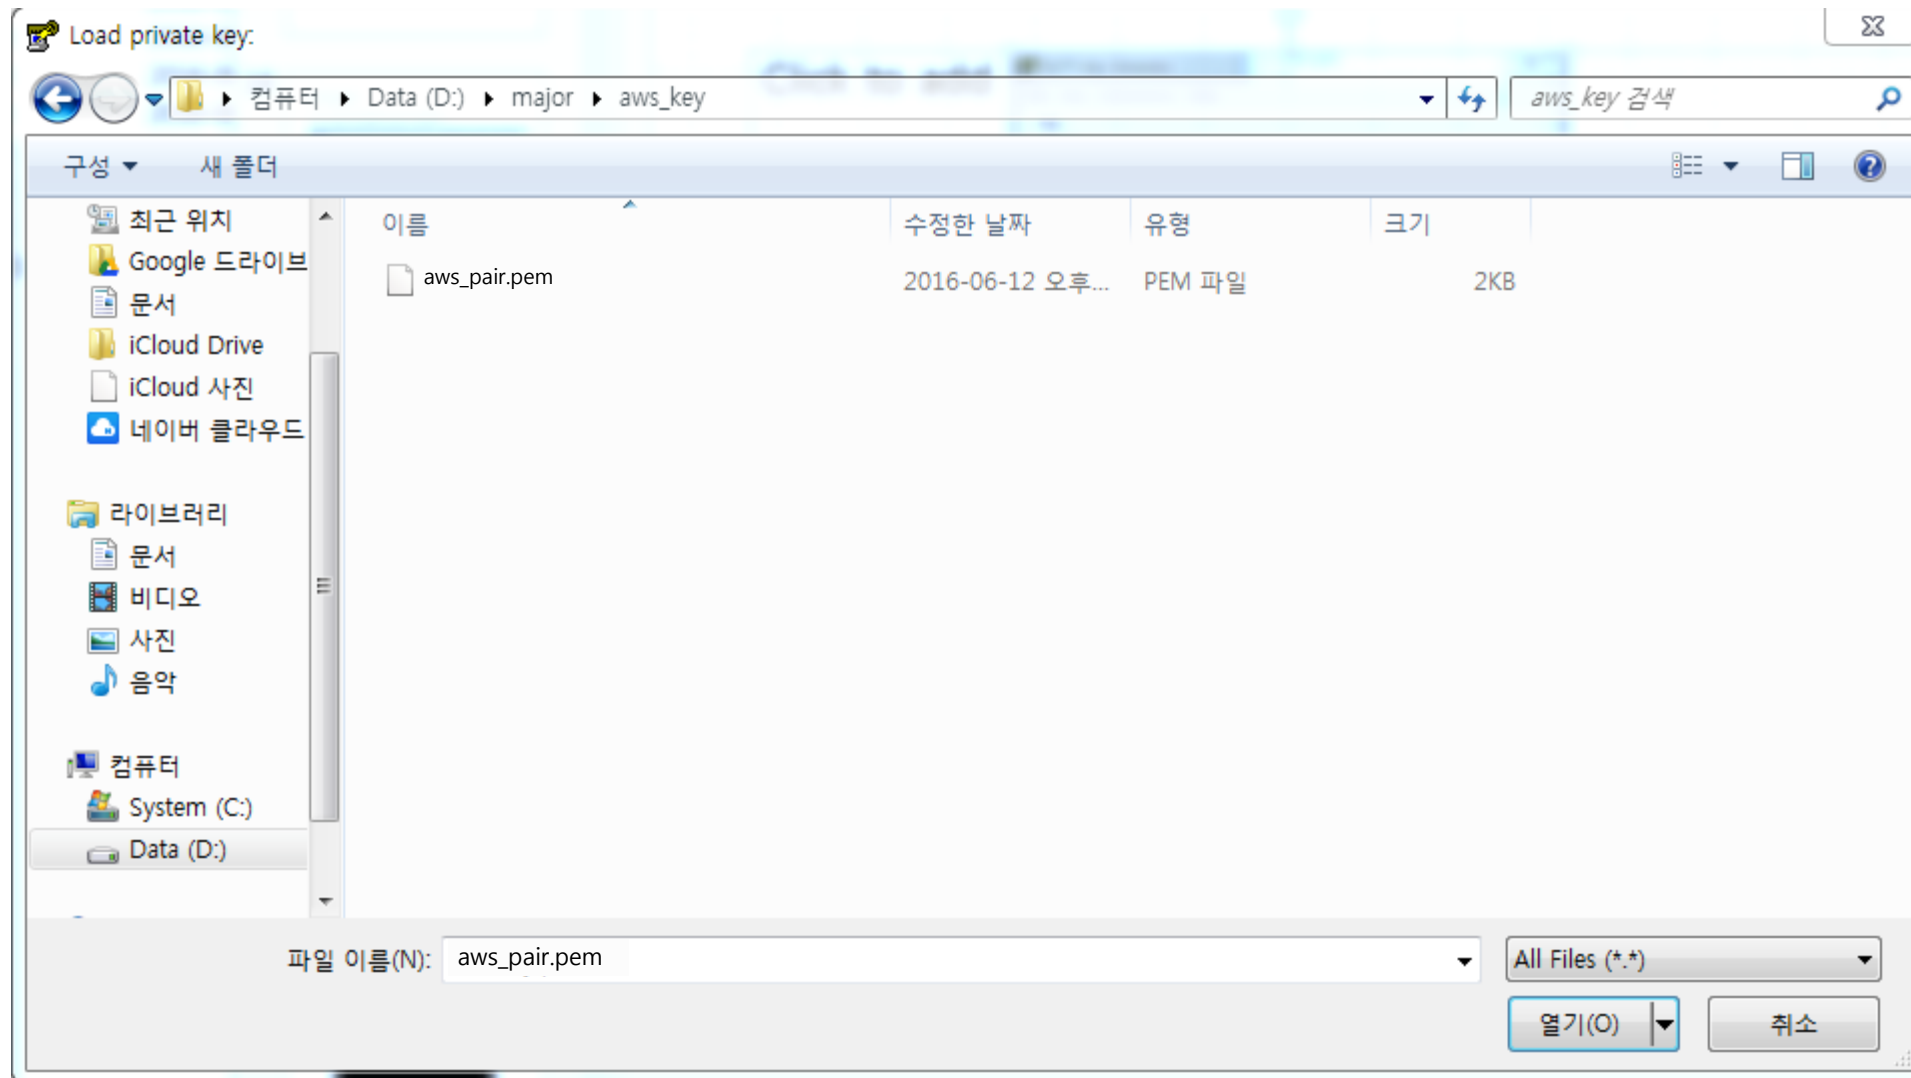 Load private key:
컴퓨터 Data (D:) major aws_key
aws_key 검색
구성 새 폴더
최근 위치
Google 드라이브
문서
iCloud Drive
iCloud 사진
네이버 클라우드
라이브러리
문서
비디오
사진
음악
컴퓨터
System (C:)
Data (D:)
이름 수정한 날짜 유형 크기
aws_pair.pem 2016-06-12 오후... PEM 파일 2KB
파일 이름(N): aws_pair.pem All Files (*.*)
열기(O) 취소
Click to add